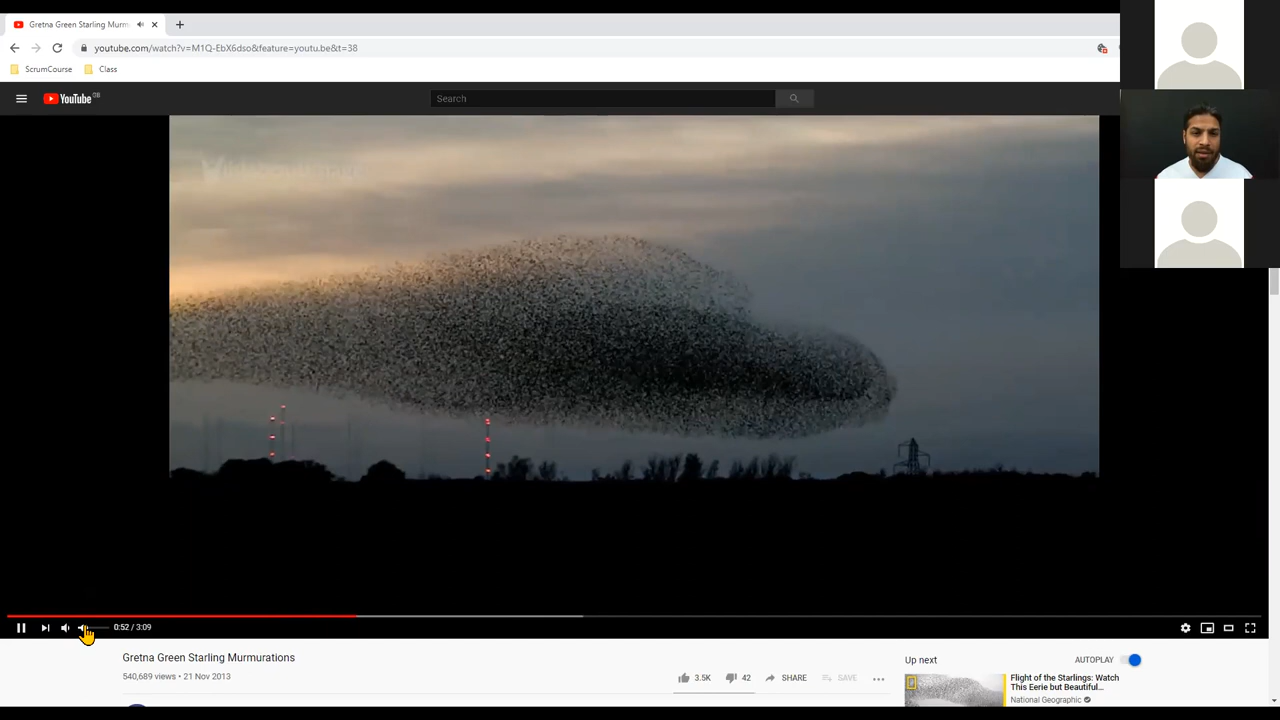 Gretna Green Starling Murm
youtube.com/watch?v=M1Q-EbX6dso&feature=youtu.be&t=38
ScrumCourse
Class
YouTube GB
Search
0:52 / 3:09
Gretna Green Starling Murmurations
540,689 views • 21 Nov 2013
3.5K
42
SHARE
SAVE
Up next
AUTOPLAY
Flight of the Starlings: Watch
This Eerie but Beautiful...
National Geographic